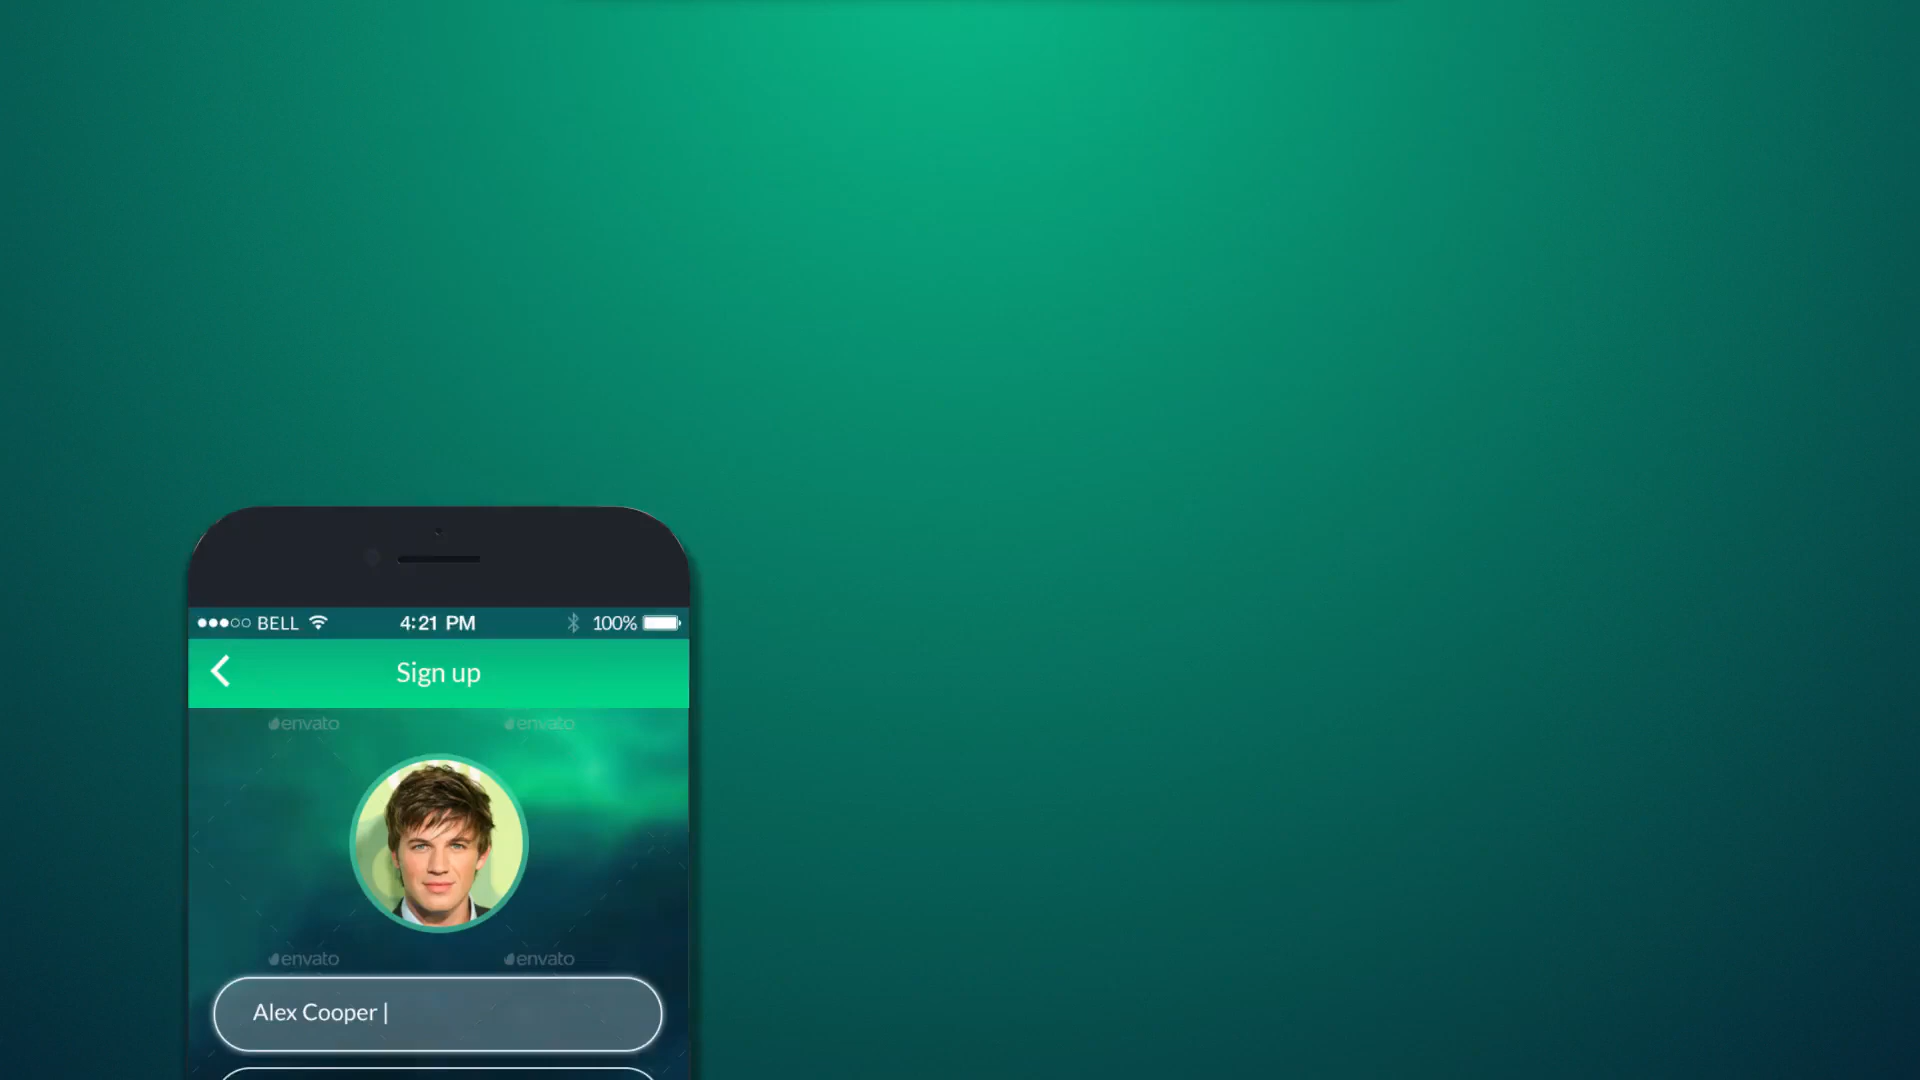 BELL 4:21 PM 100%
Sign up
envato envato
envato envato
Alex Cooper |